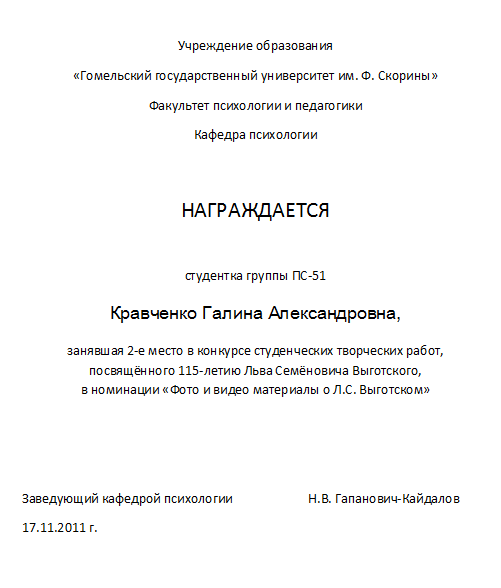 Учреждение образования
«Гомельский государственный университет им. Ф. Скорины»
Факультет психологии и педагогики
Кафедра психологии
НАГРАЖДАЕТСЯ
студентка группы ПС-51
Кравченко Галина Александровна,
занявшая 2-е место в конкурсе студенческих творческих работ,
посвящённого 115-летию Льва Семёновича Выготского,
в номинации «Фото и видео материалы о Л.С. Выготском»
Заведующий кафедрой психологии Н.В. Гапанович-Кайдалов
17.11.2011 г.